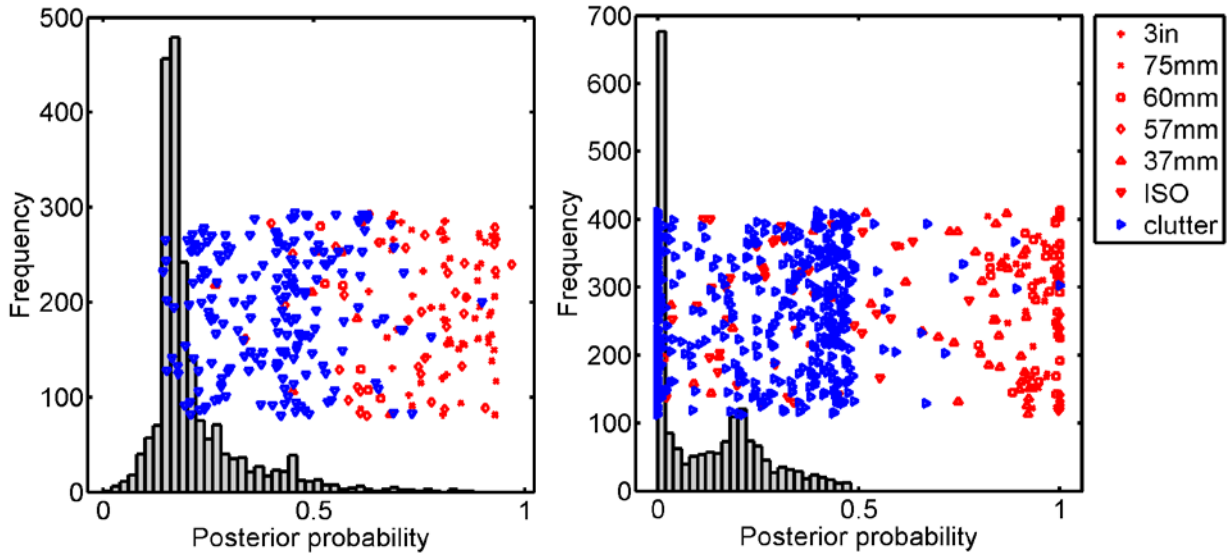 500
400
300
200
100
0
Frequency
0
0.5
1
Posterior probability
700
600
500
400
300
200
100
0
Frequency
0
0.5
1
Posterior probability
3in
75mm
60mm
57mm
37mm
ISO
clutter